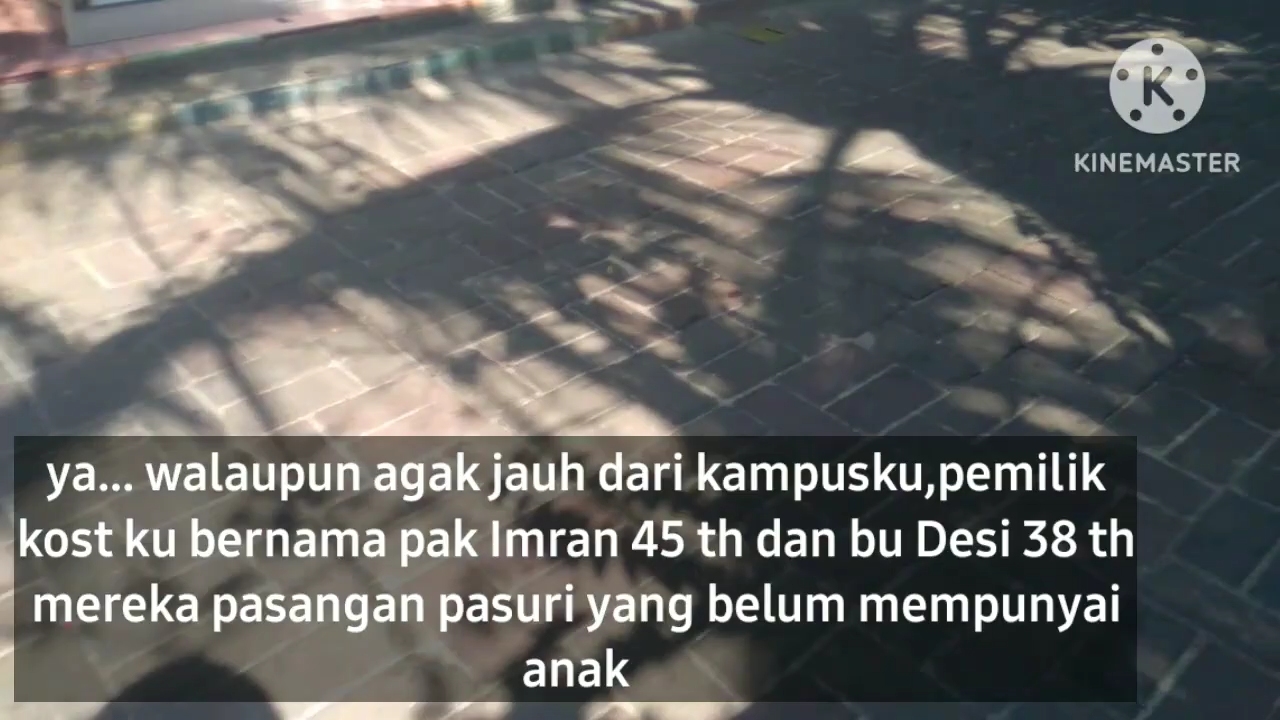 KINEMASTER
ya... walaupun agak jauh dari kampusku,pemilik
kost ku bernama pak Imran 45 th dan bu Desi 38 th
mereka pasangan pasuri yang belum mempunyai
anak